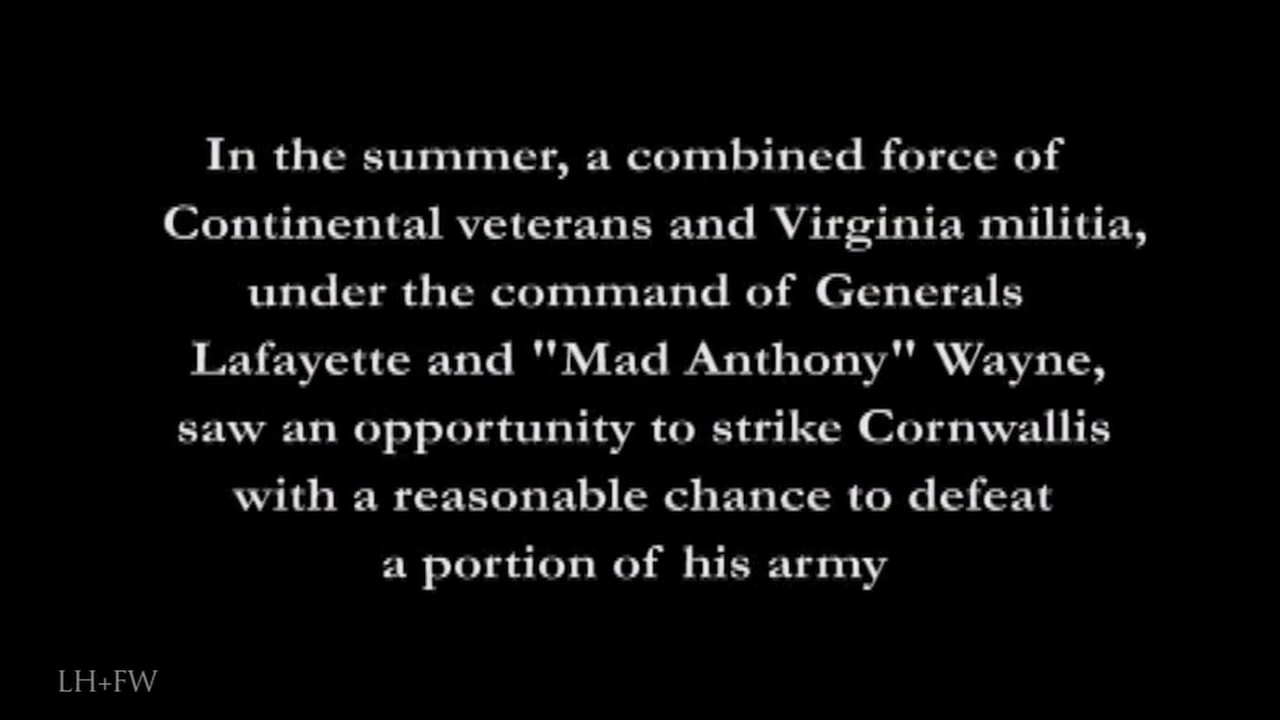 In the summer, a combined force of
Continental veterans and Virginia militia,
under the command of Generals
Lafayette and "Mad Anthony" Wayne,
saw an opportunity to strike Cornwallis
with a reasonable chance to defeat
a portion of his army
LH+FW